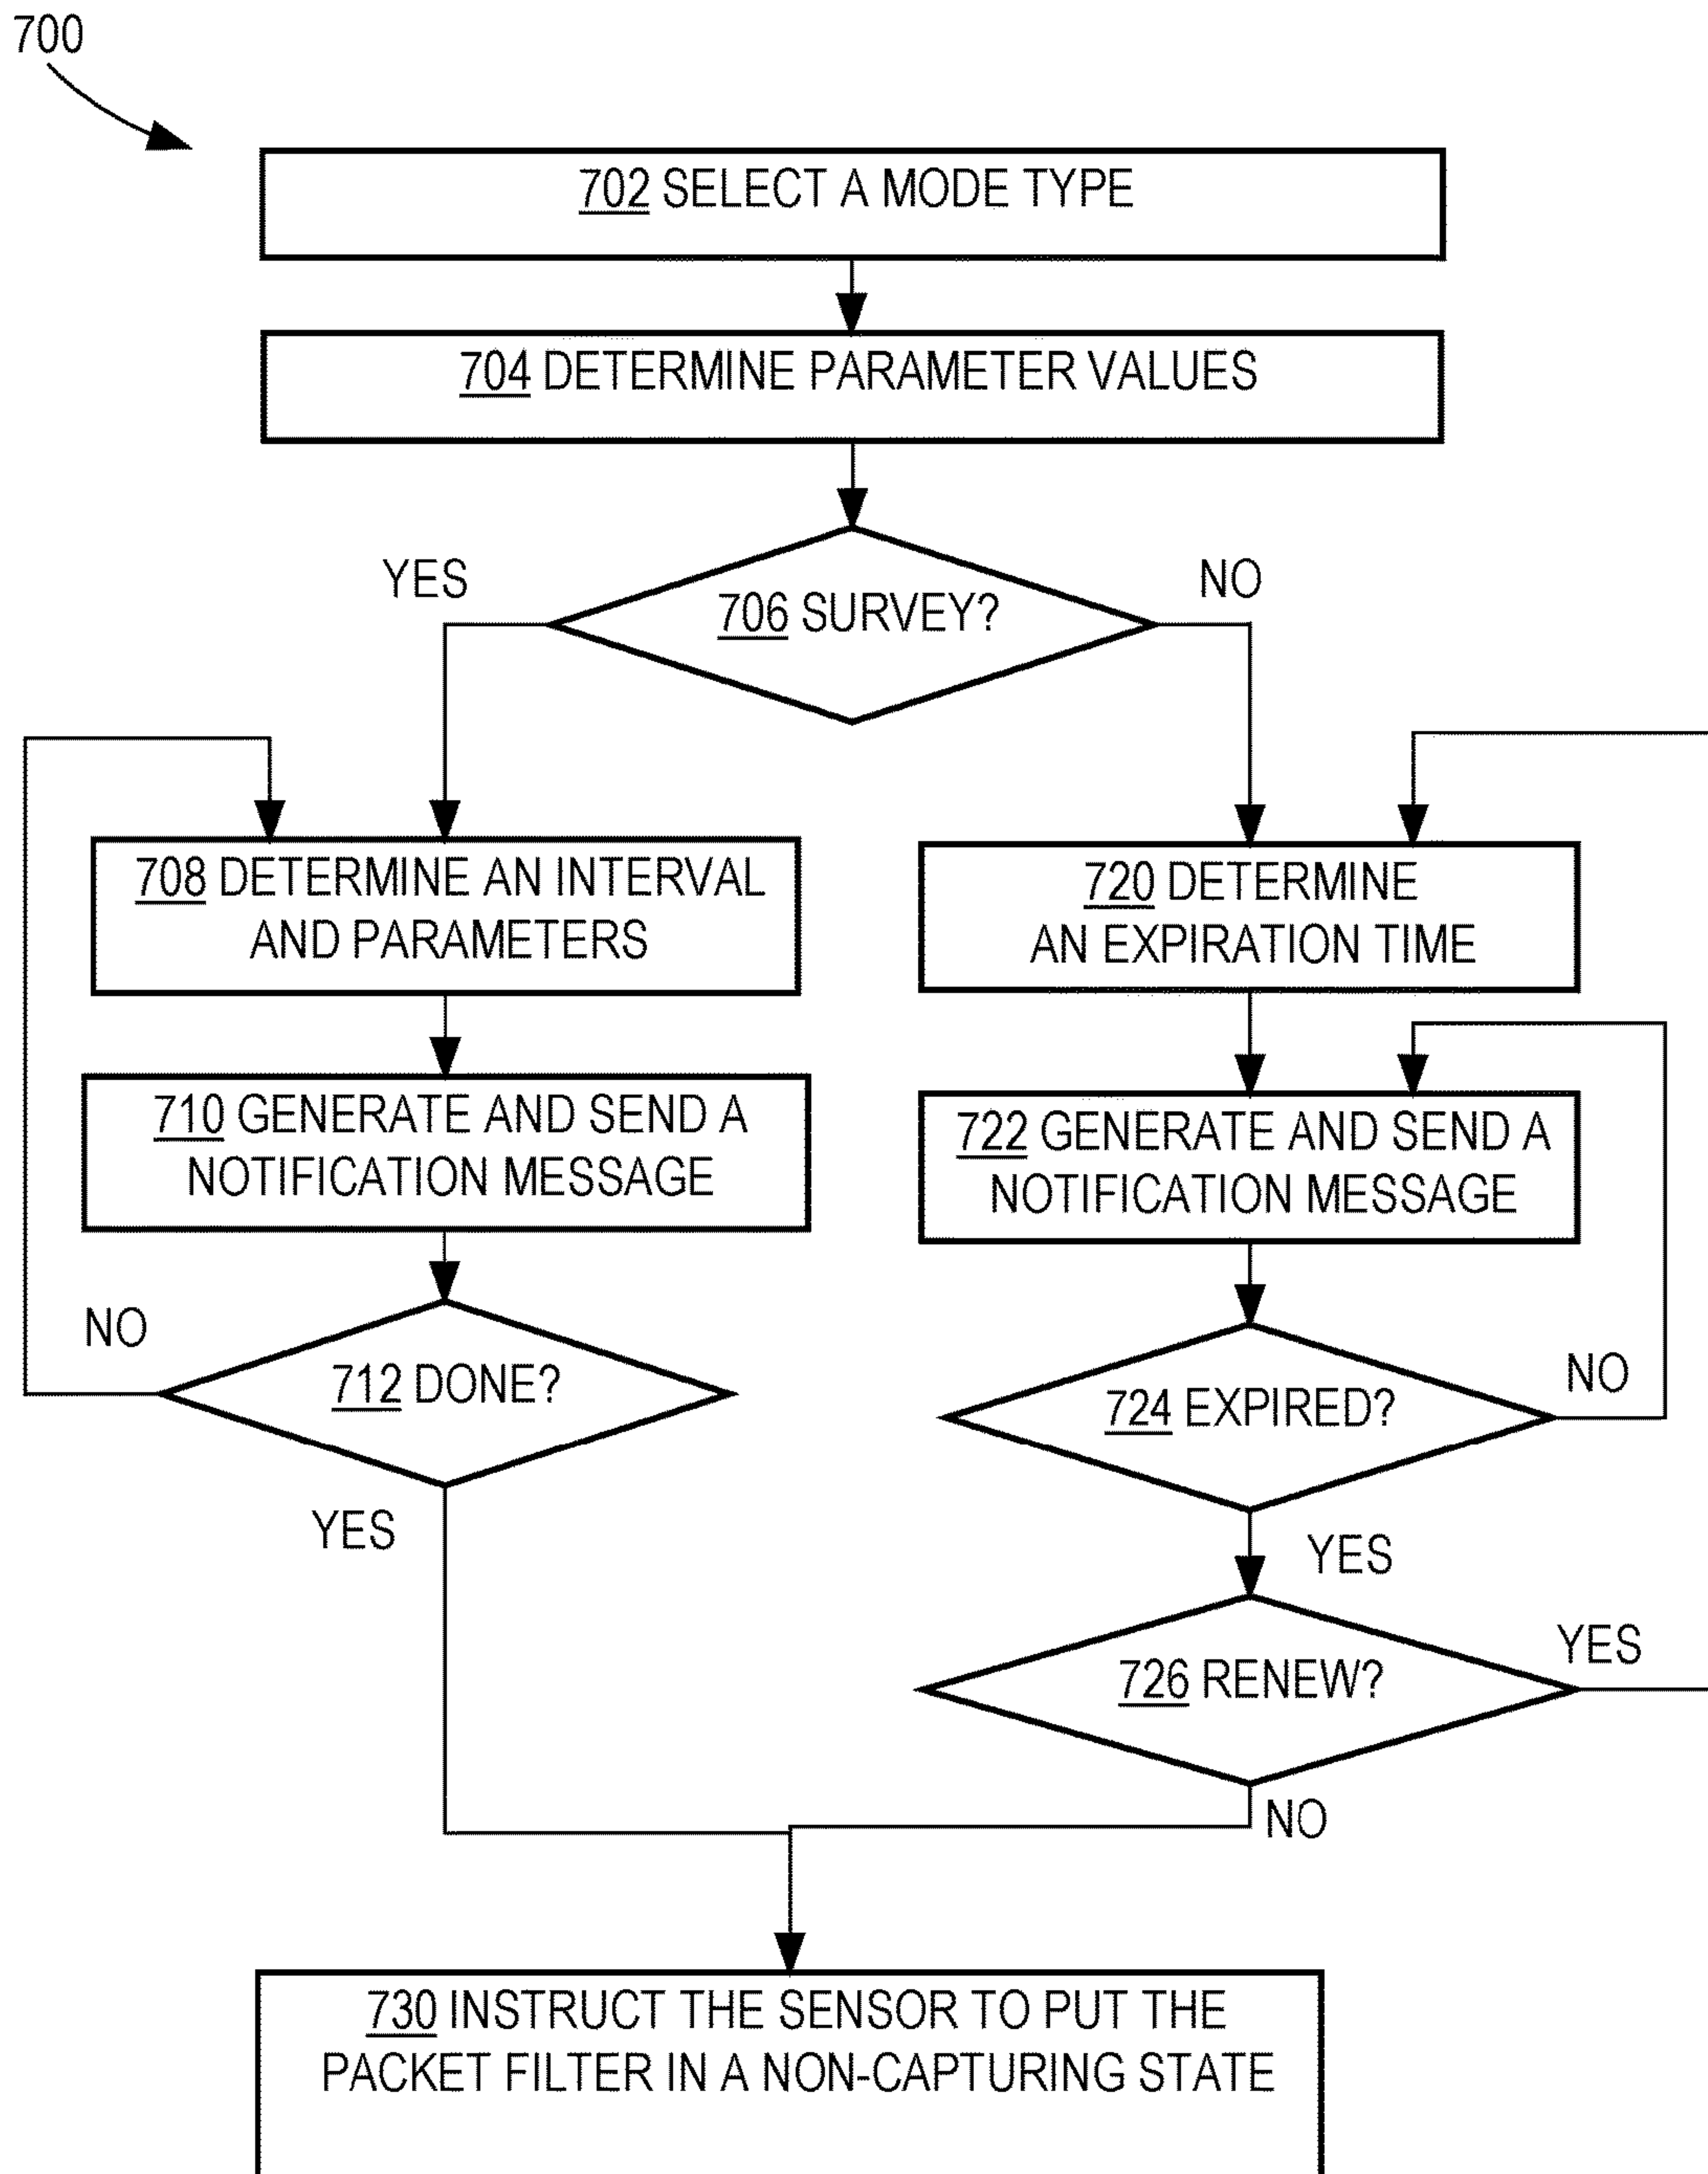 700
702 SELECT A MODE TYPE
704 DETERMINE PARAMETER VALUES
YES
NO
706 SURVEY?
708 DETERMINE AN INTERVAL
AND PARAMETERS
720 DETERMINE
AN EXPIRATION TIME
710 GENERATE AND SEND A
NOTIFICATION MESSAGE
722 GENERATE AND SEND A
NOTIFICATION MESSAGE
NO
712 DONE?
724 EXPIRED?
NO
YES
YES
726 RENEW?
YES
NO
730 INSTRUCT THE SENSOR TO PUT THE
PACKET FILTER IN A NON-CAPTURING STATE